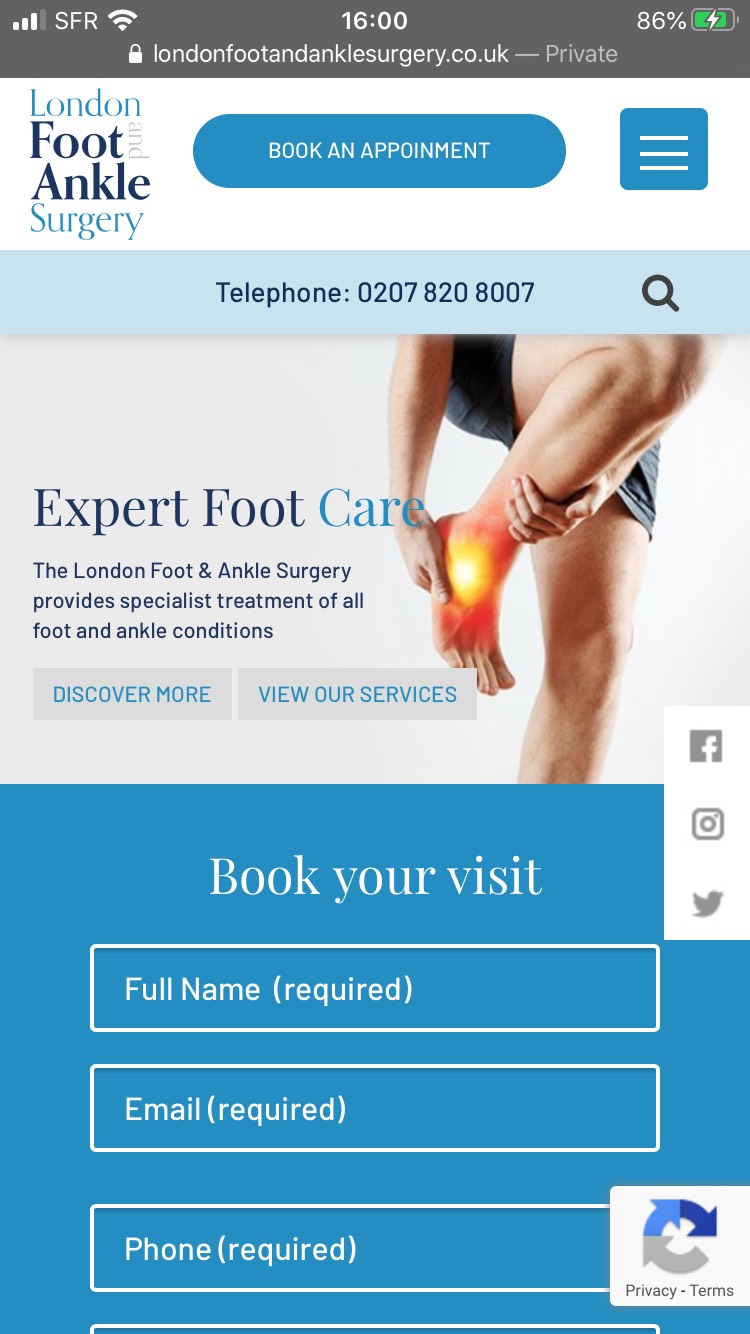 SFR 16:00 86%
londonfootandanklesurgery.co.uk — Private
London
Foot and
Ankle
Surgery
BOOK AN APPOINMENT
Telephone: 0207 820 8007
Expert Foot Care
The London Foot & Ankle Surgery
provides specialist treatment of all
foot and ankle conditions
DISCOVER MORE VIEW OUR SERVICES
Book your visit
Full Name (required)
Email (required)
Phone (required)
Privacy - Terms